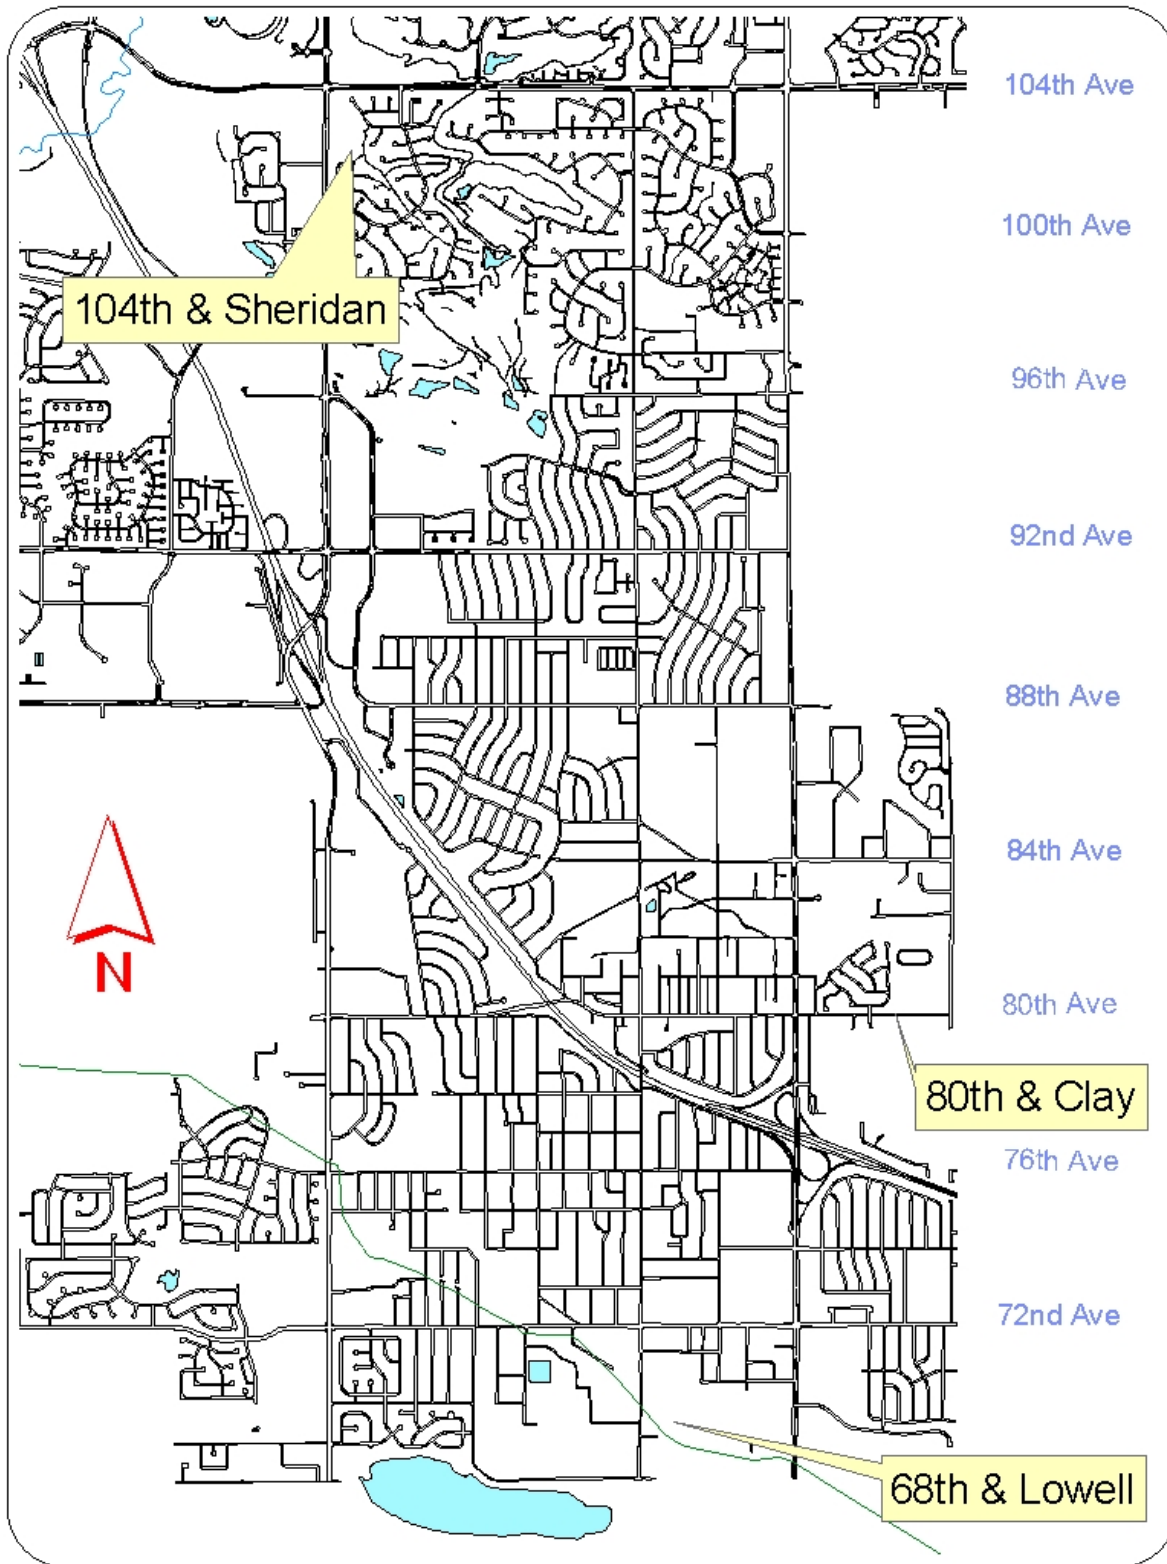 104th Ave
100th Ave
104th & Sheridan
96th Ave
92nd Ave
88th Ave
84th Ave
N
80th Ave
80th & Clay
76th Ave
72nd Ave
68th & Lowell